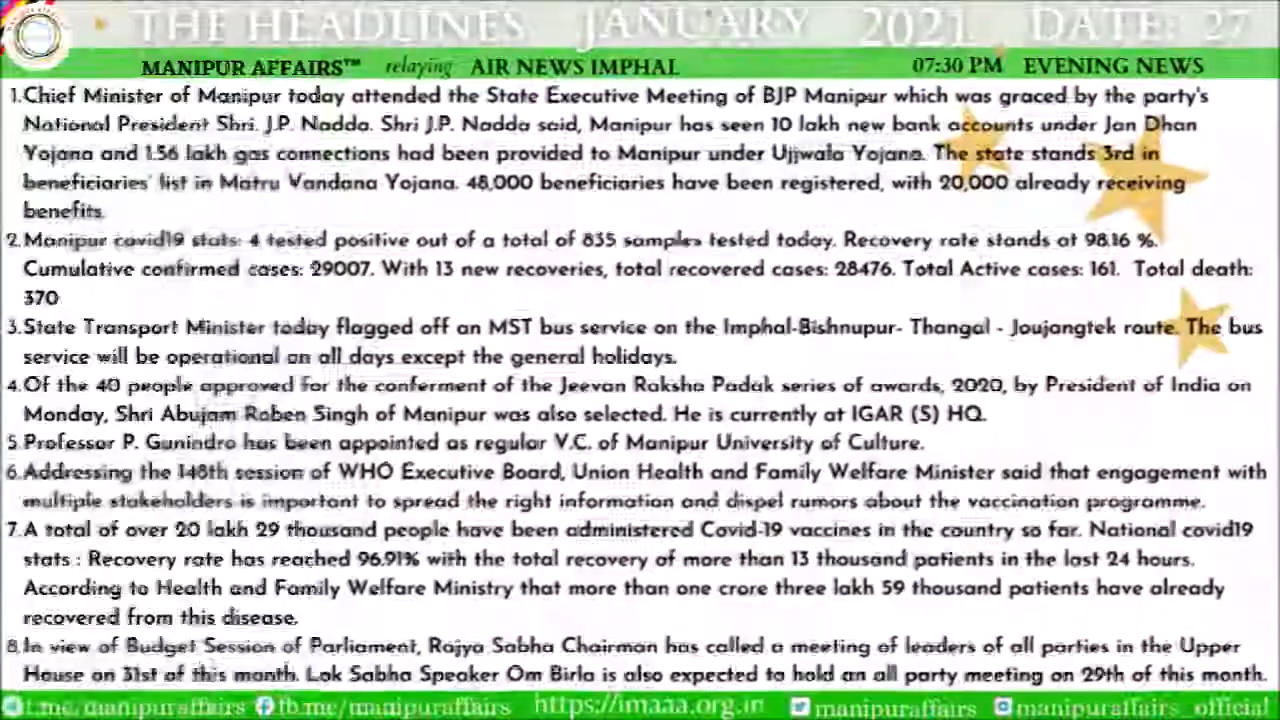 THE HEADLINES JANUARY 2021 DATE: 27
MANIPUR AFFAIRS™ relaying AIR NEWS IMPHAL 07:30 PM EVENING NEWS
1.Chief Minister of Manipur today attended the State Executive Meeting of BJP Manipur which was graced by the party's
National President Shri. J.P. Nadda. Shri J.P. Nadda said, Manipur has seen 10 lakh new bank accounts under Jan Dhan
Yojana and 1.56 lakh gas connections had been provided to Manipur under Ujjwala Yojana. The state stands 3rd in
beneficiaries' list in Matru Vandana Yojana. 48,000 beneficiaries have been registered, with 20,000 already receiving
benefits.
2.Manipur covid19 stats: 4 tested positive out of a total of 835 samples tested today. Recovery rate stands at 98.16 %.
Cumulative confirmed cases: 29007. With 13 new recoveries, total recovered cases: 28476. Total Active cases: 161. Total death:
370
3.State Transport Minister today flagged off an MST bus service on the Imphal-Bishnupur- Thangal - Joujangtek route. The bus
service will be operational on all days except the general holidays.
4.Of the 40 people approved for the conferment of the Jeevan Raksha Padak series of awards, 2020, by President of India on
Monday, Shri Abujam Raben Singh of Manipur was also selected. He is currently at IGAR (S) HQ.
5.Professor P. Gunindro has been appointed as regular V.C. of Manipur University of Culture.
6.Addressing the 148th session of WHO Executive Board, Union Health and Family Welfare Minister said that engagement with
multiple stakeholders is important to spread the right information and dispel rumors about the vaccination programme.
7.A total of over 20 lakh 29 thousand people have been administered Covid-19 vaccines in the country so far. National covid19
stats : Recovery rate has reached 96.91% with the total recovery of more than 13 thousand patients in the last 24 hours.
According to Health and Family Welfare Ministry that more than one crore three lakh 59 thousand patients have already
recovered from this disease.
8.In view of Budget Session of Parliament, Rajya Sabha Chairman has called a meeting of leaders of all parties in the Upper
House on 31st of this month. Lok Sabha Speaker Om Birla is also expected to hold an all party meeting on 29th of this month.
t.me/manipuraffairs fb.me/manipuraffairs https://imaaa.org.in manipuraffairs manipuraffairs_official